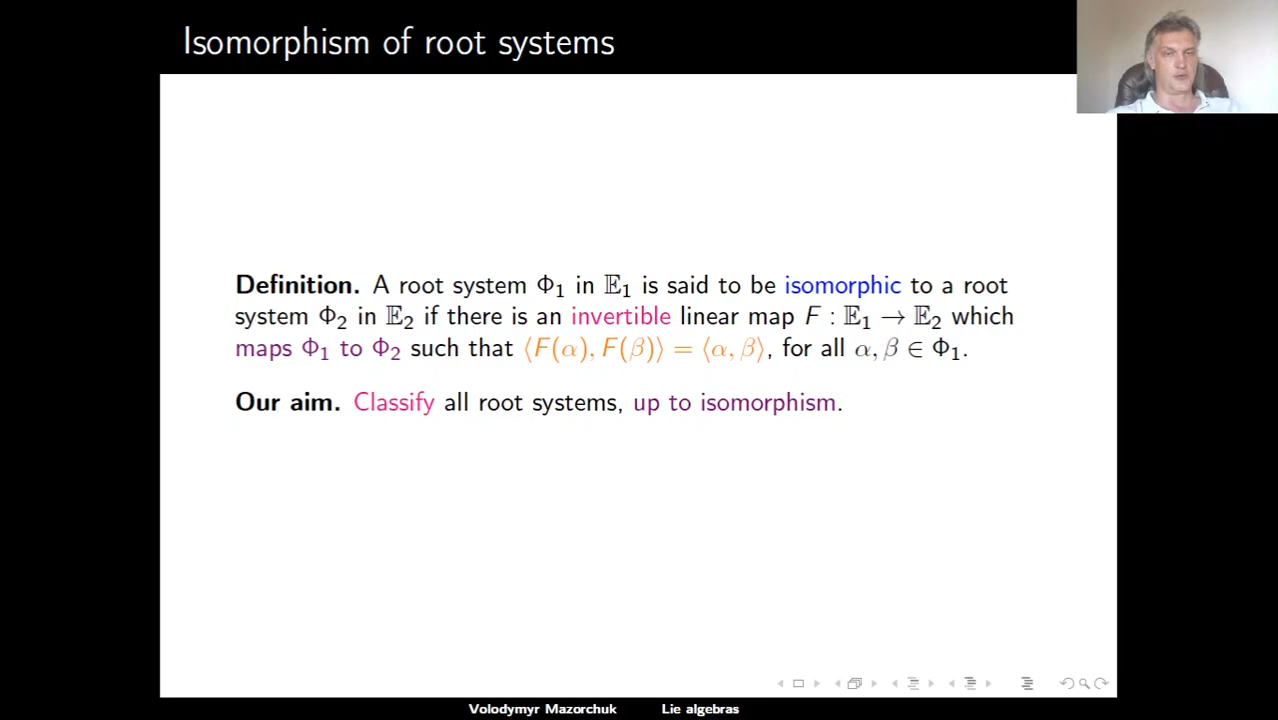 Isomorphism of root systems
Definition. A root system Φ₁ in 𝔼₁ is said to be isomorphic to a root
system Φ₂ in 𝔼₂ if there is an invertible linear map F : 𝔼₁ → 𝔼₂ which
maps Φ₁ to Φ₂ such that ⟨F(α), F(β)⟩ = ⟨α, β⟩, for all α, β ∈ Φ₁.
Our aim. Classify all root systems, up to isomorphism.
Volodymyr Mazorchuk Lie algebras